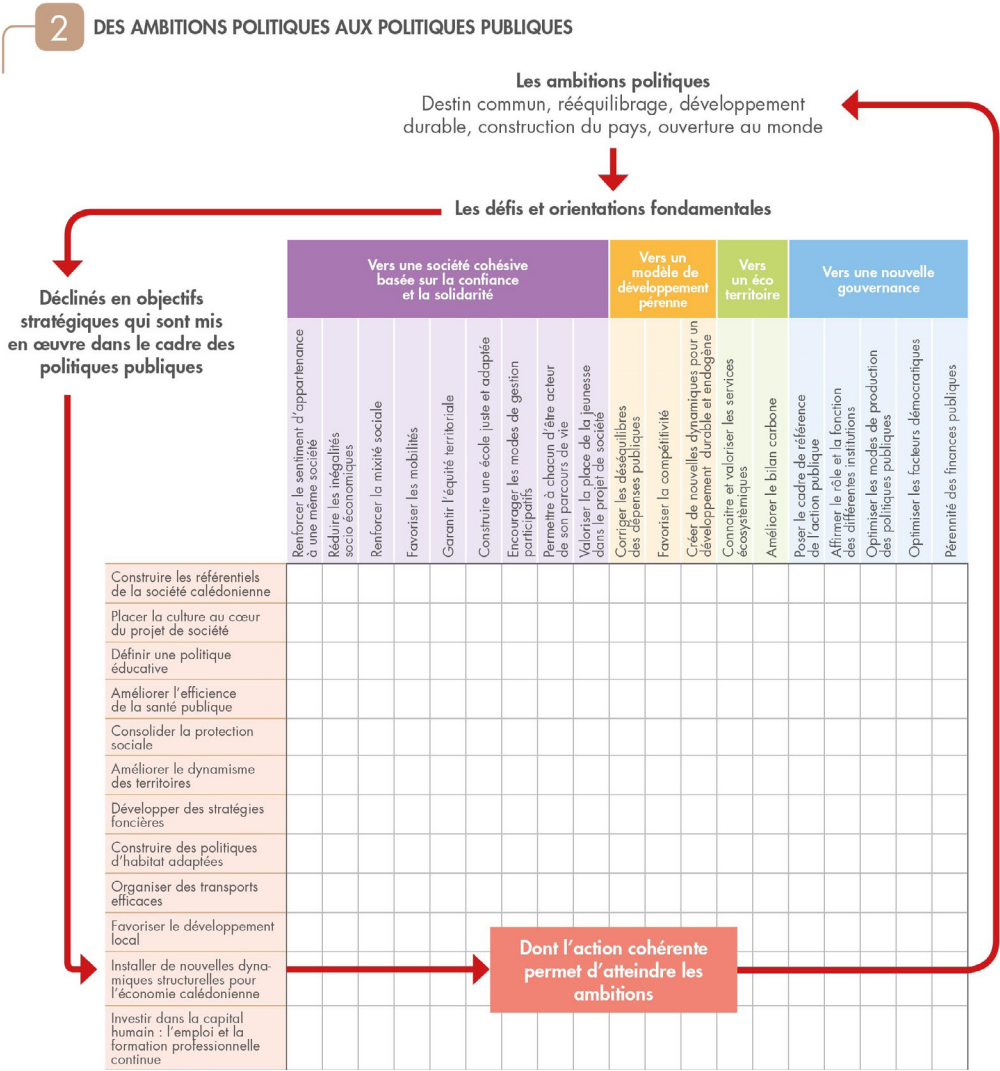 2
DES AMBITIONS POLITIQUES AUX POLITIQUES PUBLIQUES
Les ambitions politiques
Destin commun, rééquilibrage, développement
durable, construction du pays, ouverture au monde
Les défis et orientations fondamentales
Déclinés en objectifs
stratégiques qui sont mis
en œuvre dans le cadre des
politiques publiques
Vers une société cohésive
basée sur la confiance
et la solidarité
Vers un
modèle de
développement
pérenne
Vers
un éco
territoire
Vers une nouvelle
gouvernance
Renforcer le sentiment d'appartenance
à une même société
Réduire les inégalités
socio économiques
Renforcer la mixité sociale
Favoriser les mobilités
Garantir l'équité territoriale
Construire une école juste et adaptée
Encourager les modes de gestion
participatifs
Permettre à chacun d'être acteur
de son parcours de vie
Valoriser la place de la jeunesse
dans le projet de société
Corriger les déséquilibres
des dépenses publiques
Favoriser la compétitivité
Créer de nouvelles dynamiques pour un
développement durable et endogène
Connaitre et valoriser les services
écosystémiques
Améliorer le bilan carbone
Poser le cadre de référence
de l'action publique
Affirmer le rôle et la fonction
des différentes institutions
Optimiser les modes de production
des politiques publiques
Optimiser les facteurs démocratiques
Pérennité des finances publiques
Construire les référentiels
de la société calédonienne
Placer la culture au cœur
du projet de société
Définir une politique
éducative
Améliorer l'efficience
de la santé publique
Consolider la protection
sociale
Améliorer le dynamisme
des territoires
Développer des stratégies
foncières
Construire des politiques
d'habitat adaptées
Organiser des transports
efficaces
Favoriser le développement
local
Installer de nouvelles dyna-
miques structurelles pour
l'économie calédonienne
Investir dans la capital
humain : l'emploi et la
formation professionnelle
continue
Dont l'action cohérente
permet d'atteindre les
ambitions